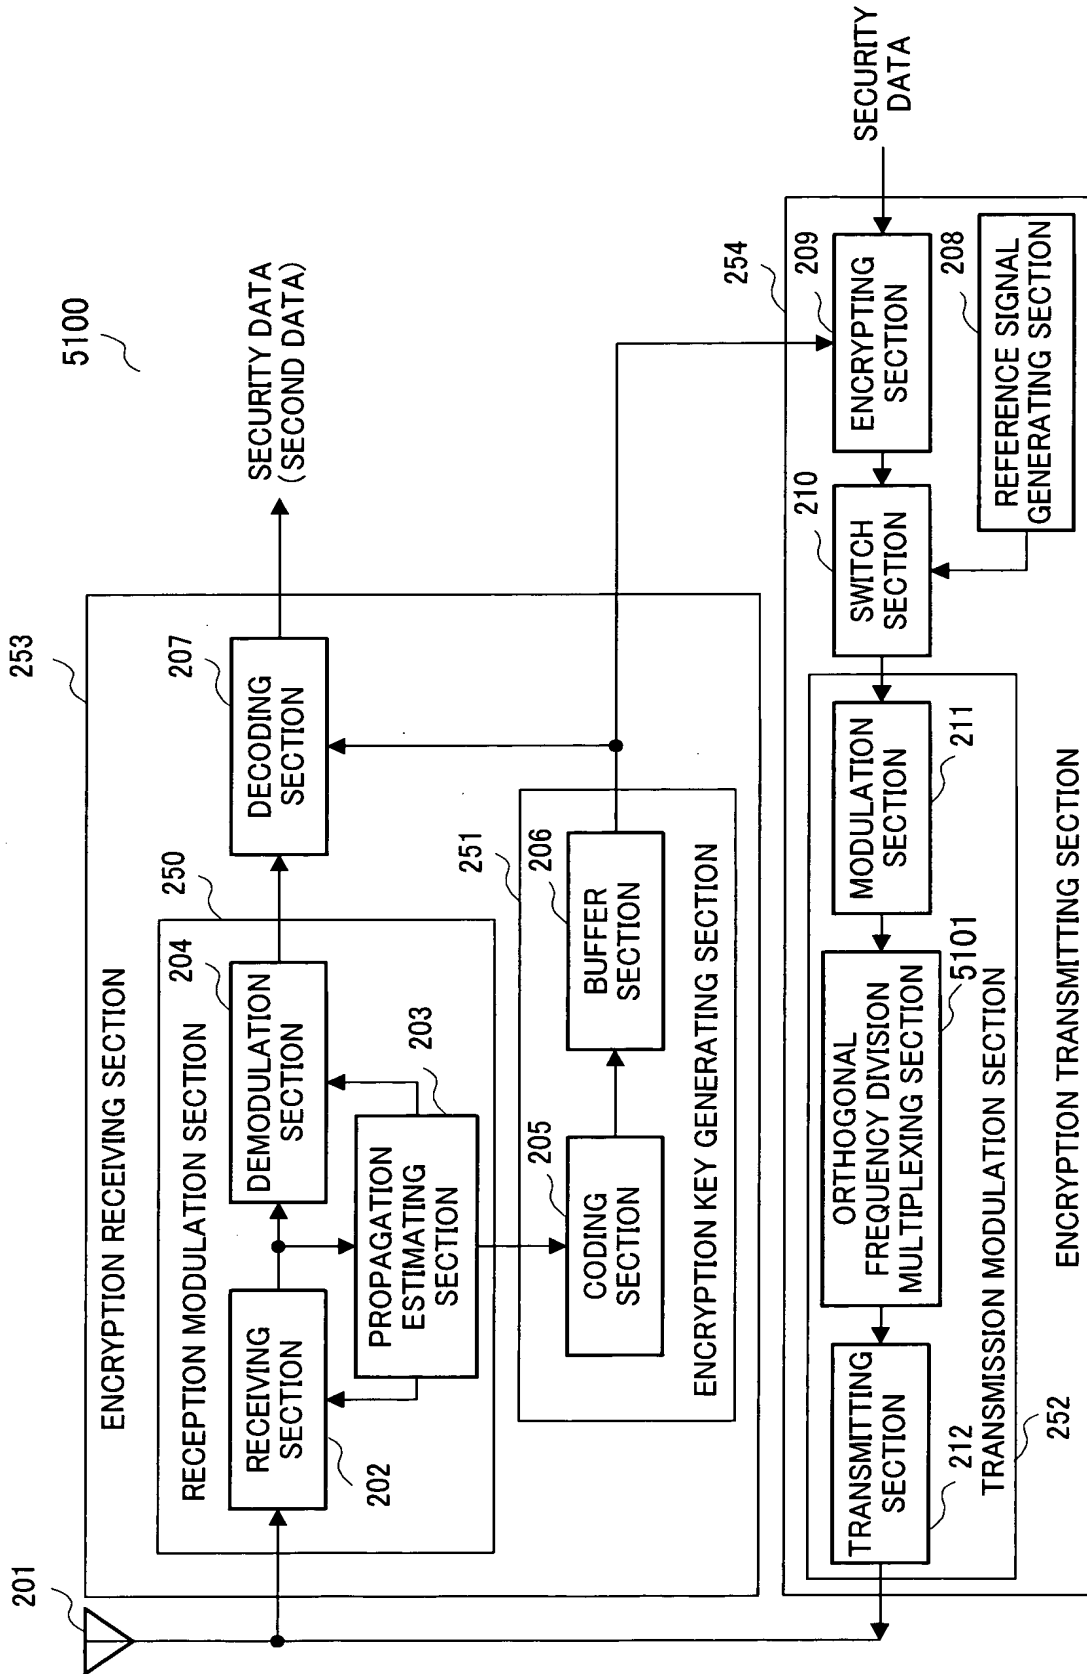 5100
201
ENCRYPTION RECEIVING SECTION
253
RECEPTION MODULATION SECTION
250
RECEIVING
SECTION
202
DEMODULATION
SECTION
204
PROPAGATION
ESTIMATING
SECTION
203
DECODING
SECTION
207
SECURITY DATA
(SECOND DATA)
CODING
SECTION
205
BUFFER
SECTION
206
251
ENCRYPTION KEY GENERATING SECTION
254
SECURITY
DATA
TRANSMITTING
SECTION
212
ORTHOGONAL
FREQUENCY DIVISION
MULTIPLEXING SECTION
5101
MODULATION
SECTION
211
SWITCH
SECTION
210
ENCRYPTING
SECTION
209
REFERENCE SIGNAL
GENERATING SECTION
208
TRANSMISSION MODULATION SECTION
252
ENCRYPTION TRANSMITTING SECTION